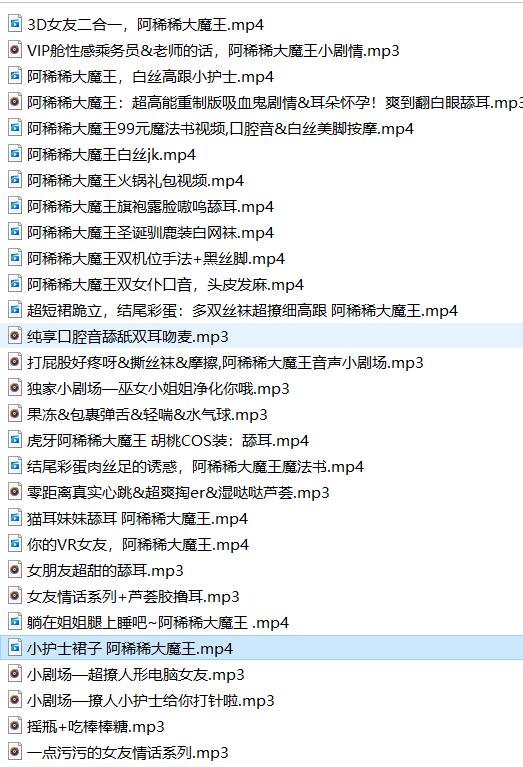 3D女友二合一，阿稀稀大魔王.mp4
VIP舱性感乘务员&老师的话，阿稀稀大魔王小剧情.mp3
阿稀稀大魔王，白丝高跟小护士.mp4
阿稀稀大魔王：超高能重制版吸血鬼剧情&耳朵怀孕！爽到翻白眼舔耳.mp3
阿稀稀大魔王99元魔法书视频,口腔音&白丝美脚按摩.mp4
阿稀稀大魔王白丝jk.mp4
阿稀稀大魔王火锅礼包视频.mp4
阿稀稀大魔王旗袍露脸嗷呜舔耳.mp4
阿稀稀大魔王圣诞驯鹿装白网袜.mp4
阿稀稀大魔王双机位手法+黑丝脚.mp4
阿稀稀大魔王双女仆口音，头皮发麻.mp4
超短裙跪立，结尾彩蛋：多双丝袜超撩细高跟 阿稀稀大魔王.mp4
纯享口腔音舔舐双耳吻麦.mp3
打屁股好疼呀&撕丝袜&摩擦,阿稀稀大魔王音声小剧场.mp3
独家小剧场—巫女小姐姐净化你哦.mp3
果冻&包裹弹舌&轻喘&水气球.mp3
虎牙阿稀稀大魔王 胡桃COS装：舔耳.mp4
结尾彩蛋肉丝足的诱惑，阿稀稀大魔王魔法书.mp4
零距离真实心跳&超爽掏er&湿哒哒芦荟.mp3
猫耳妹妹舔耳 阿稀稀大魔王.mp4
你的VR女友，阿稀稀大魔王.mp4
女朋友超甜的舔耳.mp3
女友情话系列+芦荟胶撸耳.mp3
躺在姐姐腿上睡吧~阿稀稀大魔王 .mp4
小护士裙子 阿稀稀大魔王.mp4
小剧场—超撩人形电脑女友.mp3
小剧场—撩人小护士给你打针啦.mp3
摇瓶+吃棒棒糖.mp4
一点污污的女友情话系列.mp3